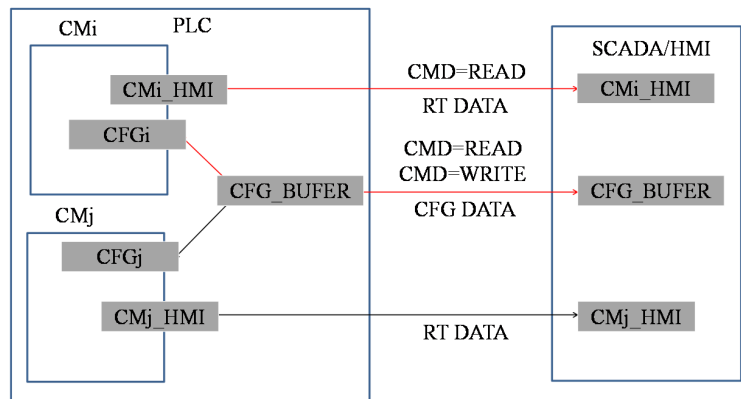 CMi
PLC
CMi_HMI
CFGi
CFG_BUFER
CMj
CFGj
CMj_HMI
CMD=READ
RT DATA
CMD=READ
CMD=WRITE
CFG DATA
RT DATA
SCADA/HMI
CMi_HMI
CFG_BUFER
CMj_HMI